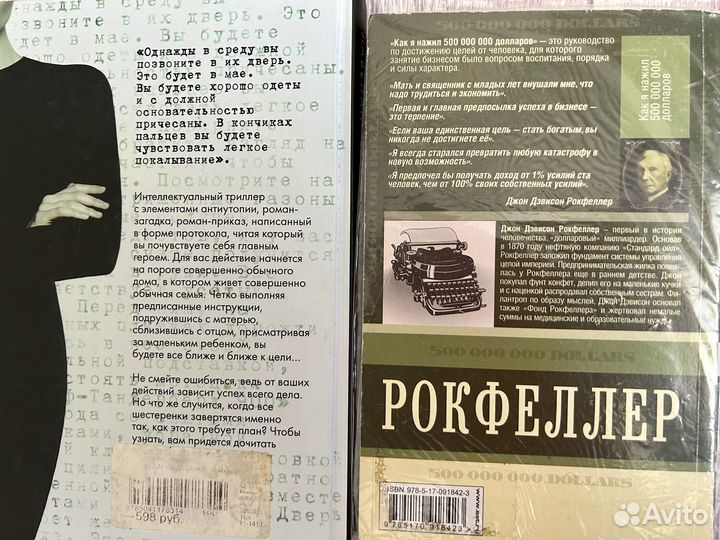 «Однажды в среду вы
позвоните в их дверь.
Это будет в мае.
Вы будете хорошо одеты
и с должной
основательностью
причесаны. В кончиках
пальцев вы будете
чувствовать легкое
покалывание».
Посмотрите на
Интеллектуальный триллер
с элементами антиутопии, роман-
загадка, роман-приказ, написанный
в форме протокола, читая который
вы почувствуете себя главным
героем. Для вас действие начнется
на пороге совершенно обычного
дома, в котором живет совершенно
обычная семья. Четко выполняя
предписанные инструкции,
подружившись с матерью,
сблизившись с отцом, присматривая
за маленьким ребенком, вы
будете все ближе и ближе к цели...
Не смейте ошибиться, ведь от ваших
действий зависит успех всего дела.
Но что же случится, когда все
шестеренки завертятся именно
так, как этого требует план? Чтобы
узнать, вам придется дочитать
9785041178314
598 руб.
500 000 000 DOLLARS
«Как я нажил 500 000 000 долларов» — это руководство
по достижению целей от человека, для которого
занятие бизнесом было вопросом воспитания, порядка
и силы характера.
«Мать и священник с младых лет внушали мне, что
надо трудиться и экономить».
«Первая и главная предпосылка успеха в бизнесе —
это терпение».
«Если ваша единственная цель — стать богатым, вы
никогда не достигнете её».
«Я всегда старался превратить любую катастрофу в
новую возможность».
«Я предпочел бы получать доход от 1% усилий ста
человек, чем от 100% своих собственных усилий».
Джон Дэвисон Рокфеллер
Как я нажил
500 000 000
долларов
Джон Дэвисон Рокфеллер – первый в истории
человечества «долларовый» миллиардер. Основав
в 1870 году нефтяную компанию «Стандард ойл»,
Рокфеллер заложил фундамент системы управления
целой империей. Предпринимательская жилка появи-
лась у Рокфеллера еще в раннем детстве. Джон
покупал фунт конфет, делил его на маленькие кучки
и с наценкой распродавал собственным сестрам. Фи-
лантроп по образу мыслей, Джон Дэвисон основал
также «Фонд Рокфеллера» и жертвовал немалые
суммы на медицинские и образовательные нужды.
500 000 000 DOLLARS
РОКФЕЛЛЕР
500 000 000 DOLLARS
ISBN 978-5-17-091842-3
9785170918423
www.ast.ru
Avito